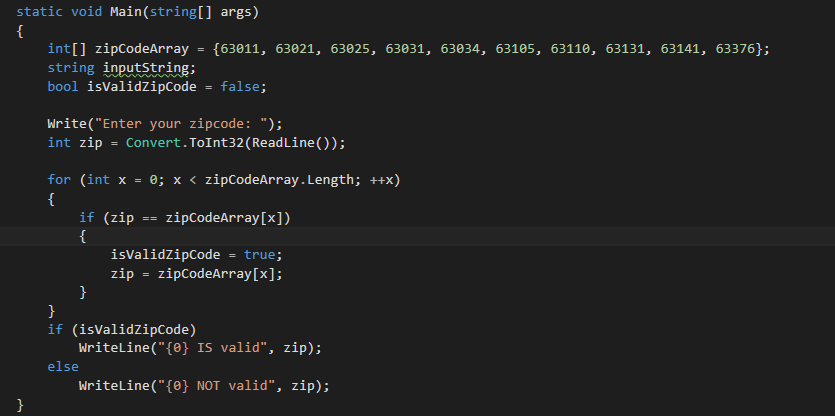 static void Main(string[] args)
{
int[] zipCodeArray = {63011, 63021, 63025, 63031, 63034, 63105, 63110, 63131, 63141, 63376};
string inputString;
bool isValidZipCode = false;
Write("Enter your zipcode: ");
int zip = Convert.ToInt32(ReadLine());
for (int x = 0; x < zipCodeArray.Length; ++x)
{
if (zip == zipCodeArray[x])
{
isValidZipCode = true;
zip = zipCodeArray[x];
}
}
if (isValidZipCode)
WriteLine("{0} IS valid", zip);
else
WriteLine("{0} NOT valid", zip);
}